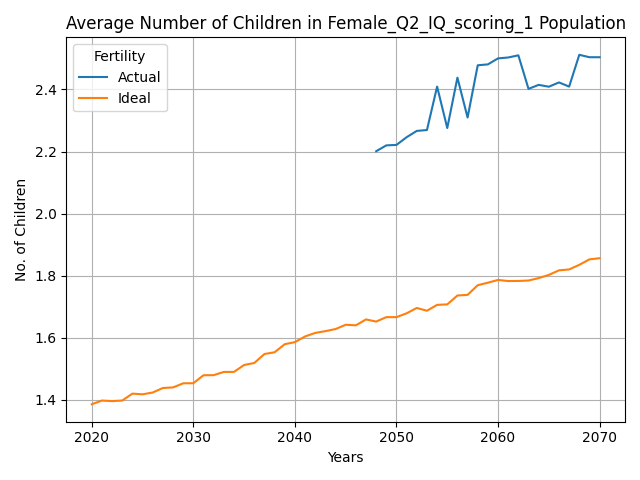 Average Number of Children in Female_Q2_IQ_scoring_1 Population
Fertility
Actual
Ideal
No. of Children
2.4
2.2
2.0
1.8
1.6
1.4
2020 2030 2040 2050 2060 2070
Years